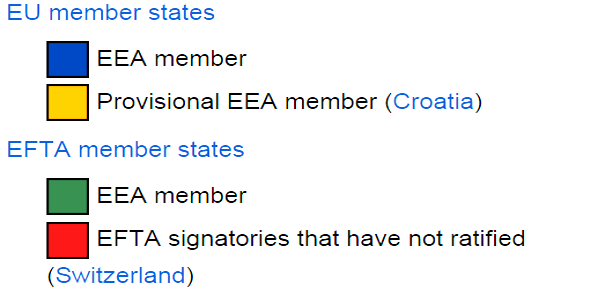 EU member states
EEA member
Provisional EEA member (Croatia)
EFTA member states
EEA member
EFTA signatories that have not ratified
(Switzerland)